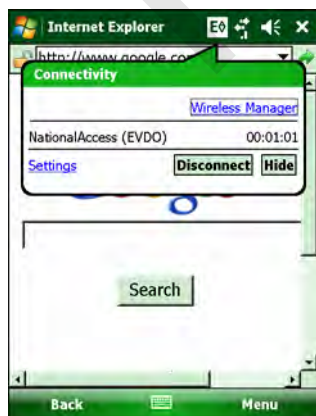 Internet Explorer
http://www.google.co
Connectivity
Wireless Manager
NationalAccess (EVDO) 00:01:01
Settings Disconnect Hide
Search
Back Menu